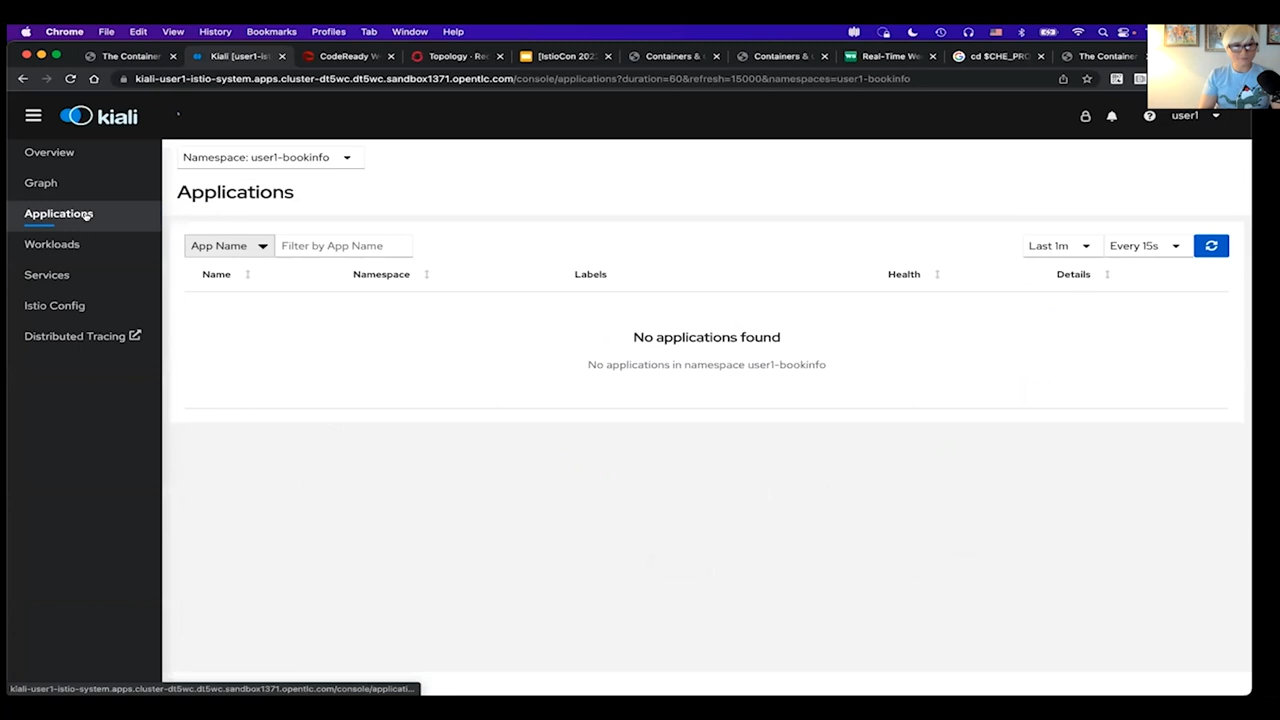 Chrome File Edit View History Bookmarks Profiles Tab Window Help
The Container Kiali [user1-is CodeReady W Topology · Rec [IstioCon 202 Containers & Containers & Real-Time We cd $CHE_PRO The Container
kiali-user1-istio-system.apps.cluster-dt5wc.dt5wc.sandbox1371.opentlc.com/console/applications?duration=60&refresh=15000&namespaces=user1-bookinfo
kiali
user1
Overview
Graph
Applications
Workloads
Services
Istio Config
Distributed Tracing
Namespace: user1-bookinfo
Applications
App Name Filter by App Name Last 1m Every 15s
Name Namespace Labels Health Details
No applications found
No applications in namespace user1-bookinfo
kiali-user1-istio-system.apps.cluster-dt5wc.dt5wc.sandbox1371.opentlc.com/console/applicati...